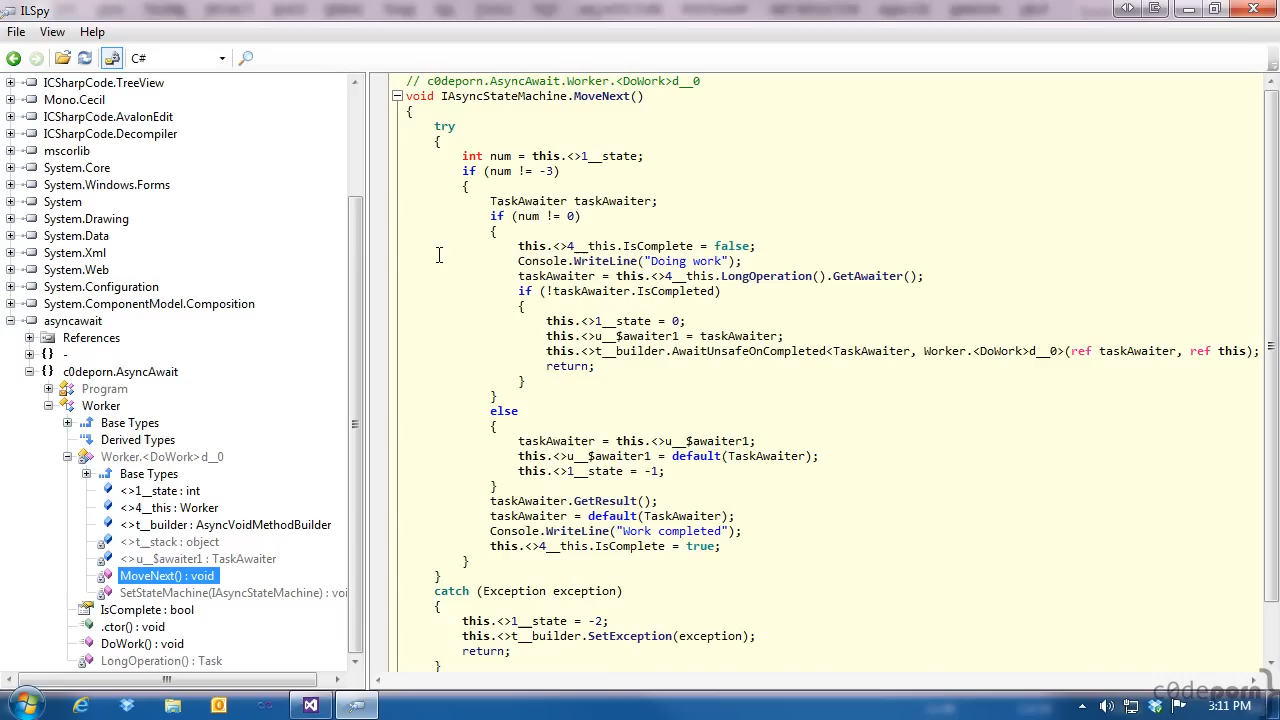 ILSpy
File View Help
C#
ICSharpCode.TreeView
Mono.Cecil
ICSharpCode.AvalonEdit
ICSharpCode.Decompiler
mscorlib
System.Core
System.Windows.Forms
System
System.Drawing
System.Data
System.Xml
System.Web
System.Configuration
System.ComponentModel.Composition
asyncawait
References
{ } -
{ } c0deporn.AsyncAwait
Program
Worker
Base Types
Derived Types
Worker.<DoWork>d__0
Base Types
<>1__state : int
<>4__this : Worker
<>t__builder : AsyncVoidMethodBuilder
<>t__stack : object
<>u__$awaiter1 : TaskAwaiter
MoveNext() : void
SetStateMachine(IAsyncStateMachine) : voi
IsComplete : bool
.ctor() : void
DoWork() : void
LongOperation() : Task
// c0deporn.AsyncAwait.Worker.<DoWork>d__0
void IAsyncStateMachine.MoveNext()
{
try
{
int num = this.<>1__state;
if (num != -3)
{
TaskAwaiter taskAwaiter;
if (num != 0)
{
this.<>4__this.IsComplete = false;
Console.WriteLine("Doing work");
taskAwaiter = this.<>4__this.LongOperation().GetAwaiter();
if (!taskAwaiter.IsCompleted)
{
this.<>1__state = 0;
this.<>u__$awaiter1 = taskAwaiter;
this.<>t__builder.AwaitUnsafeOnCompleted<TaskAwaiter, Worker.<DoWork>d__0>(ref taskAwaiter, ref this);
return;
}
}
else
{
taskAwaiter = this.<>u__$awaiter1;
this.<>u__$awaiter1 = default(TaskAwaiter);
this.<>1__state = -1;
}
taskAwaiter.GetResult();
taskAwaiter = default(TaskAwaiter);
Console.WriteLine("Work completed");
this.<>4__this.IsComplete = true;
}
}
catch (Exception exception)
{
this.<>1__state = -2;
this.<>t__builder.SetException(exception);
return;
}
c0deporn}
3:11 PM